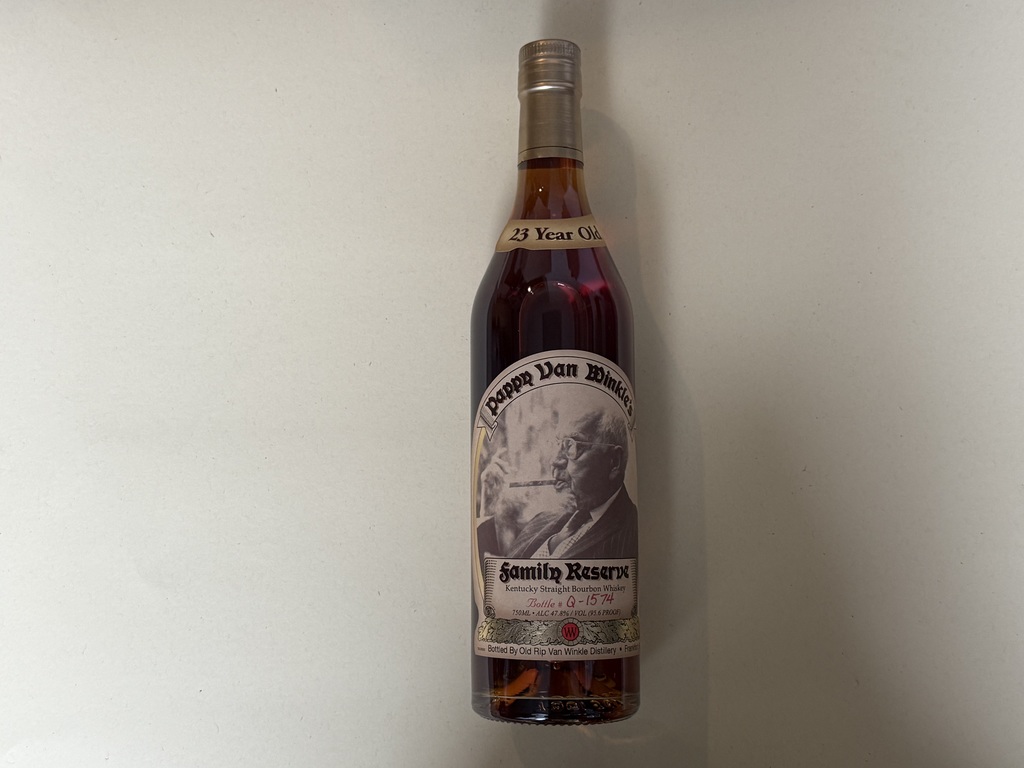 23 Year Old
Pappy Van Winkle's
Family Reserve
Kentucky Straight Bourbon Whiskey
Bottle # Q-1574
750ML • ALC 47.8% / VOL (95.6 PROOF)
VW
Bottled By Old Rip Van Winkle Distillery •